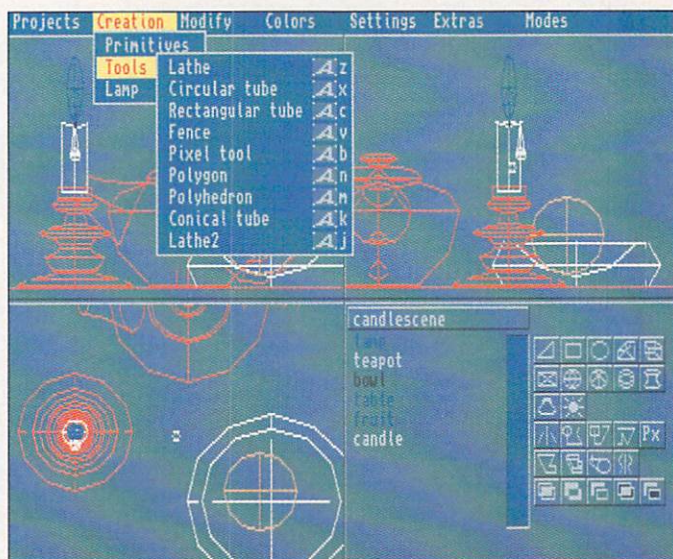 Projects Creation Modify Colors Settings Extras Modes
Primitives
Tools
Lamp
Lathe A z
Circular tube A x
Rectangular tube A c
Fence A v
Pixel tool A b
Polygon A n
Polyhedron A m
Conical tube A k
Lathe2 A j
candlescene
lamp
teapot
bowl
table
fruit
candle
Px